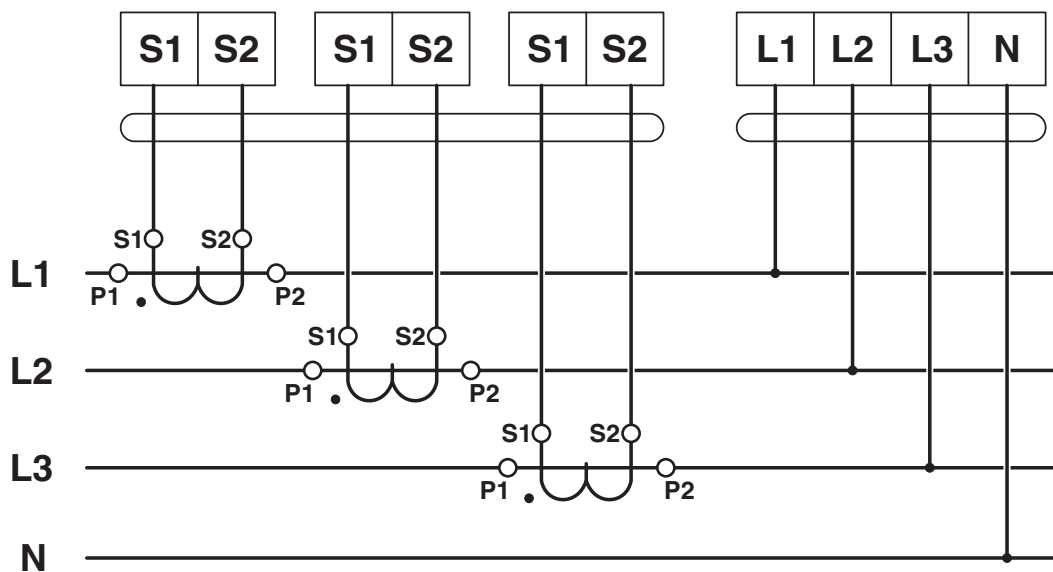 S1 S2 S1 S2 S1 S2 L1 L2 L3 N
S1 S2
L1
P1 P2
S1 S2
L2
P1 P2
S1 S2
L3
P1 P2
N